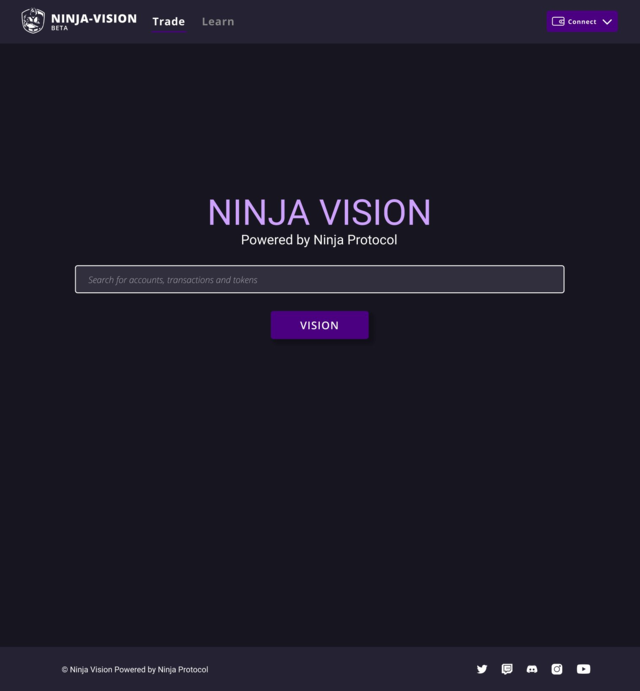 NINJA-VISION
BETA
Trade
Learn
Connect
NINJA VISION
Powered by Ninja Protocol
Search for accounts, transactions and tokens
VISION
© Ninja Vision Powered by Ninja Protocol